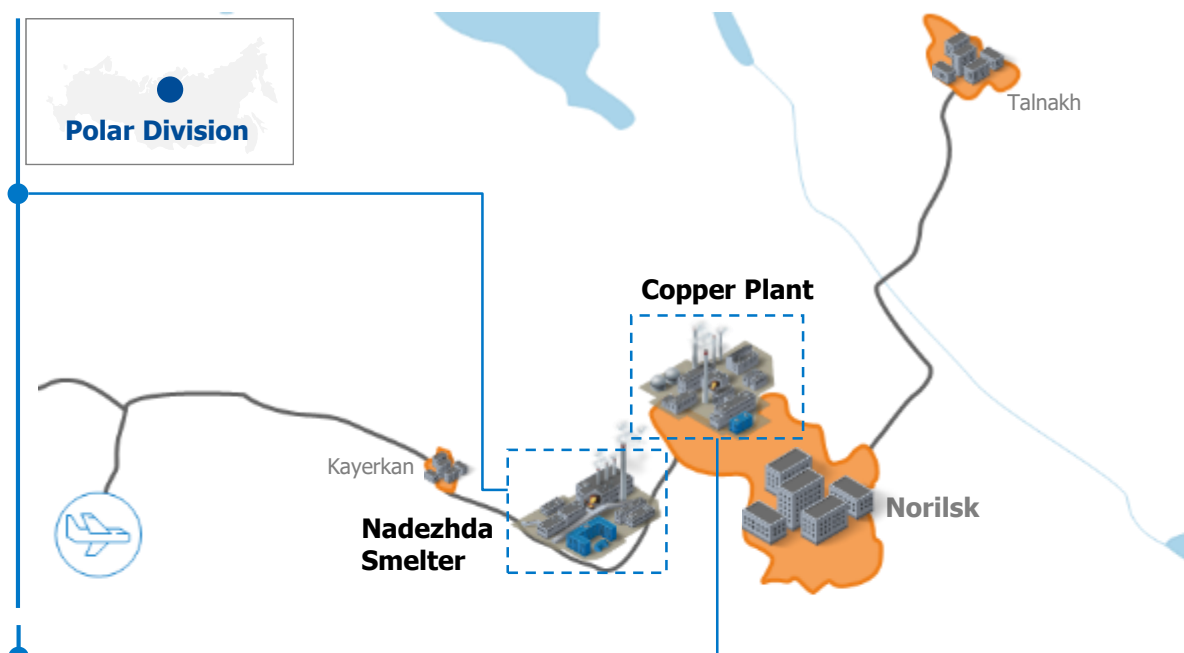 Polar Division
Talnakh
Copper Plant
Kayerkan
Norilsk
Nadezhda
Smelter